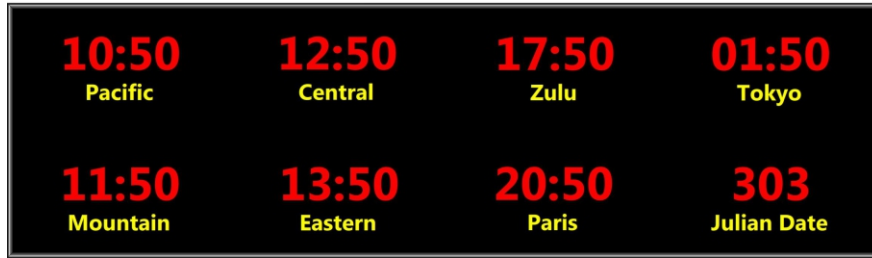 10:50 12:50 17:50 01:50
Pacific Central Zulu Tokyo
11:50 13:50 20:50 303
Mountain Eastern Paris Julian Date